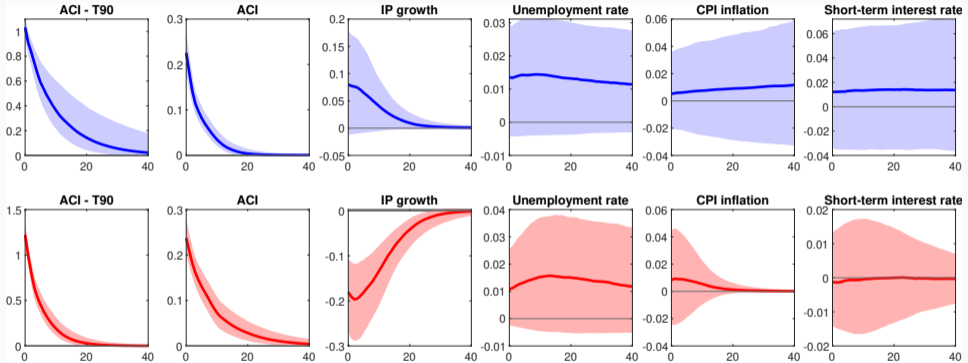 ACI - T90 ACI IP growth Unemployment rate CPI inflation Short-term interest rate
1 0.8 0.6 0.4 0.2 0 0 20 40
0.3 0.2 0.1 0 0 20 40
0.2 0.15 0.1 0.05 0 -0.05 0 20 40
0.03 0.02 0.01 0 -0.01 0 20 40
0.06 0.04 0.02 0 -0.02 -0.04 0 20 40
0.06 0.04 0.02 0 -0.02 -0.04 0 20 40
ACI - T90 ACI IP growth Unemployment rate CPI inflation Short-term interest rate
1.5 1 0.5 0 0 20 40
0.3 0.2 0.1 0 0 20 40
0 -0.1 -0.2 -0.3 0 20 40
0.04 0.03 0.02 0.01 0 -0.01 0 20 40
0.06 0.04 0.02 0 -0.02 -0.04 0 20 40
0.02 0.01 0 -0.01 -0.02 0 20 40